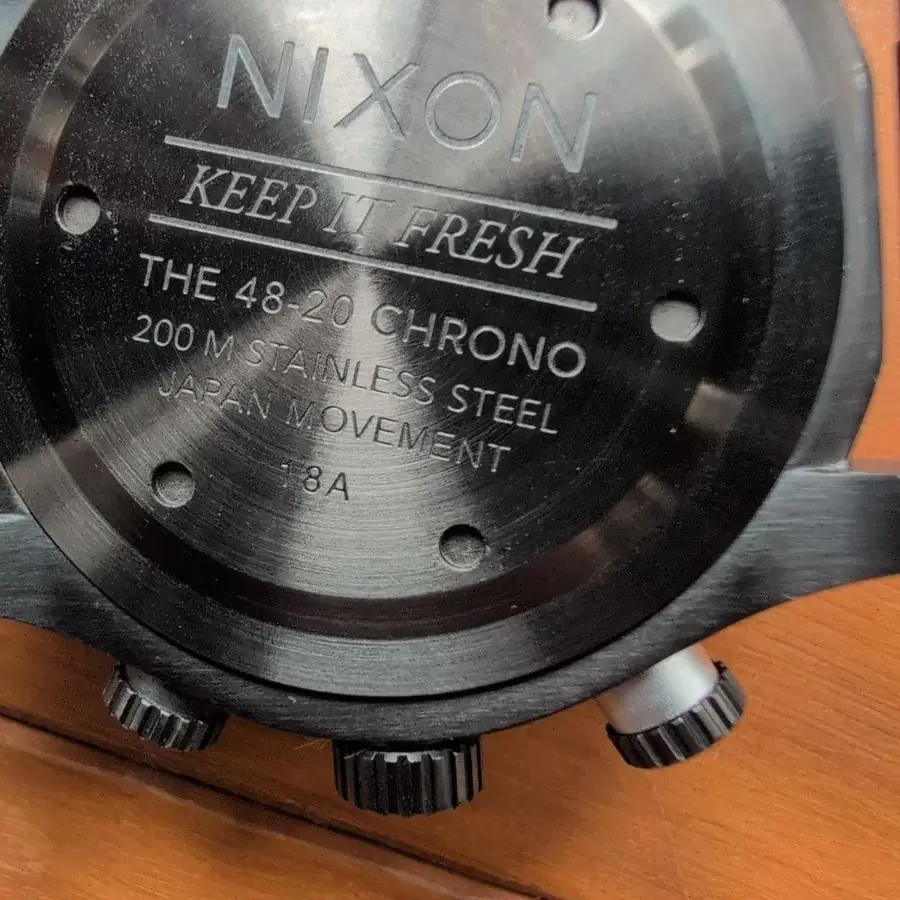 NIXON
KEEP IT FRESH
THE 48-20 CHRONO
200 M STAINLESS STEEL
JAPAN MOVEMENT
18A